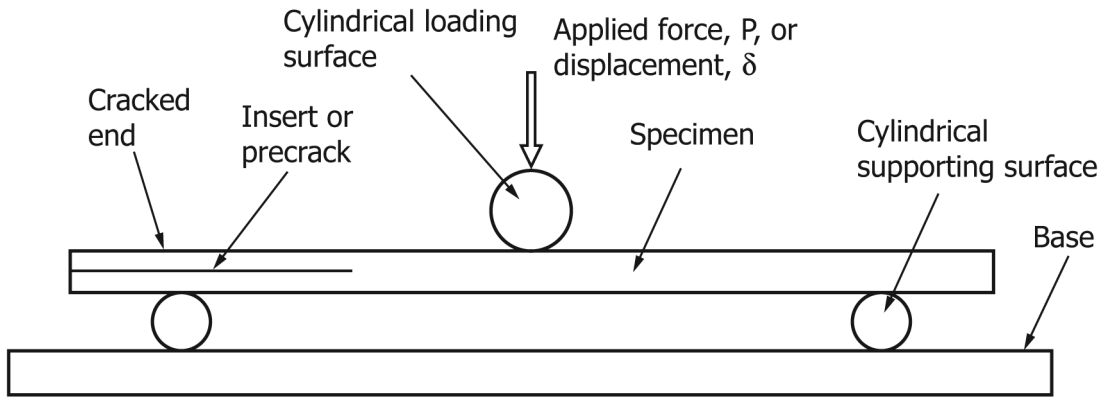 Cylindrical loading
surface
Applied force, P, or
displacement, δ
Cracked
end
Insert or
precrack
Specimen
Cylindrical
supporting surface
Base